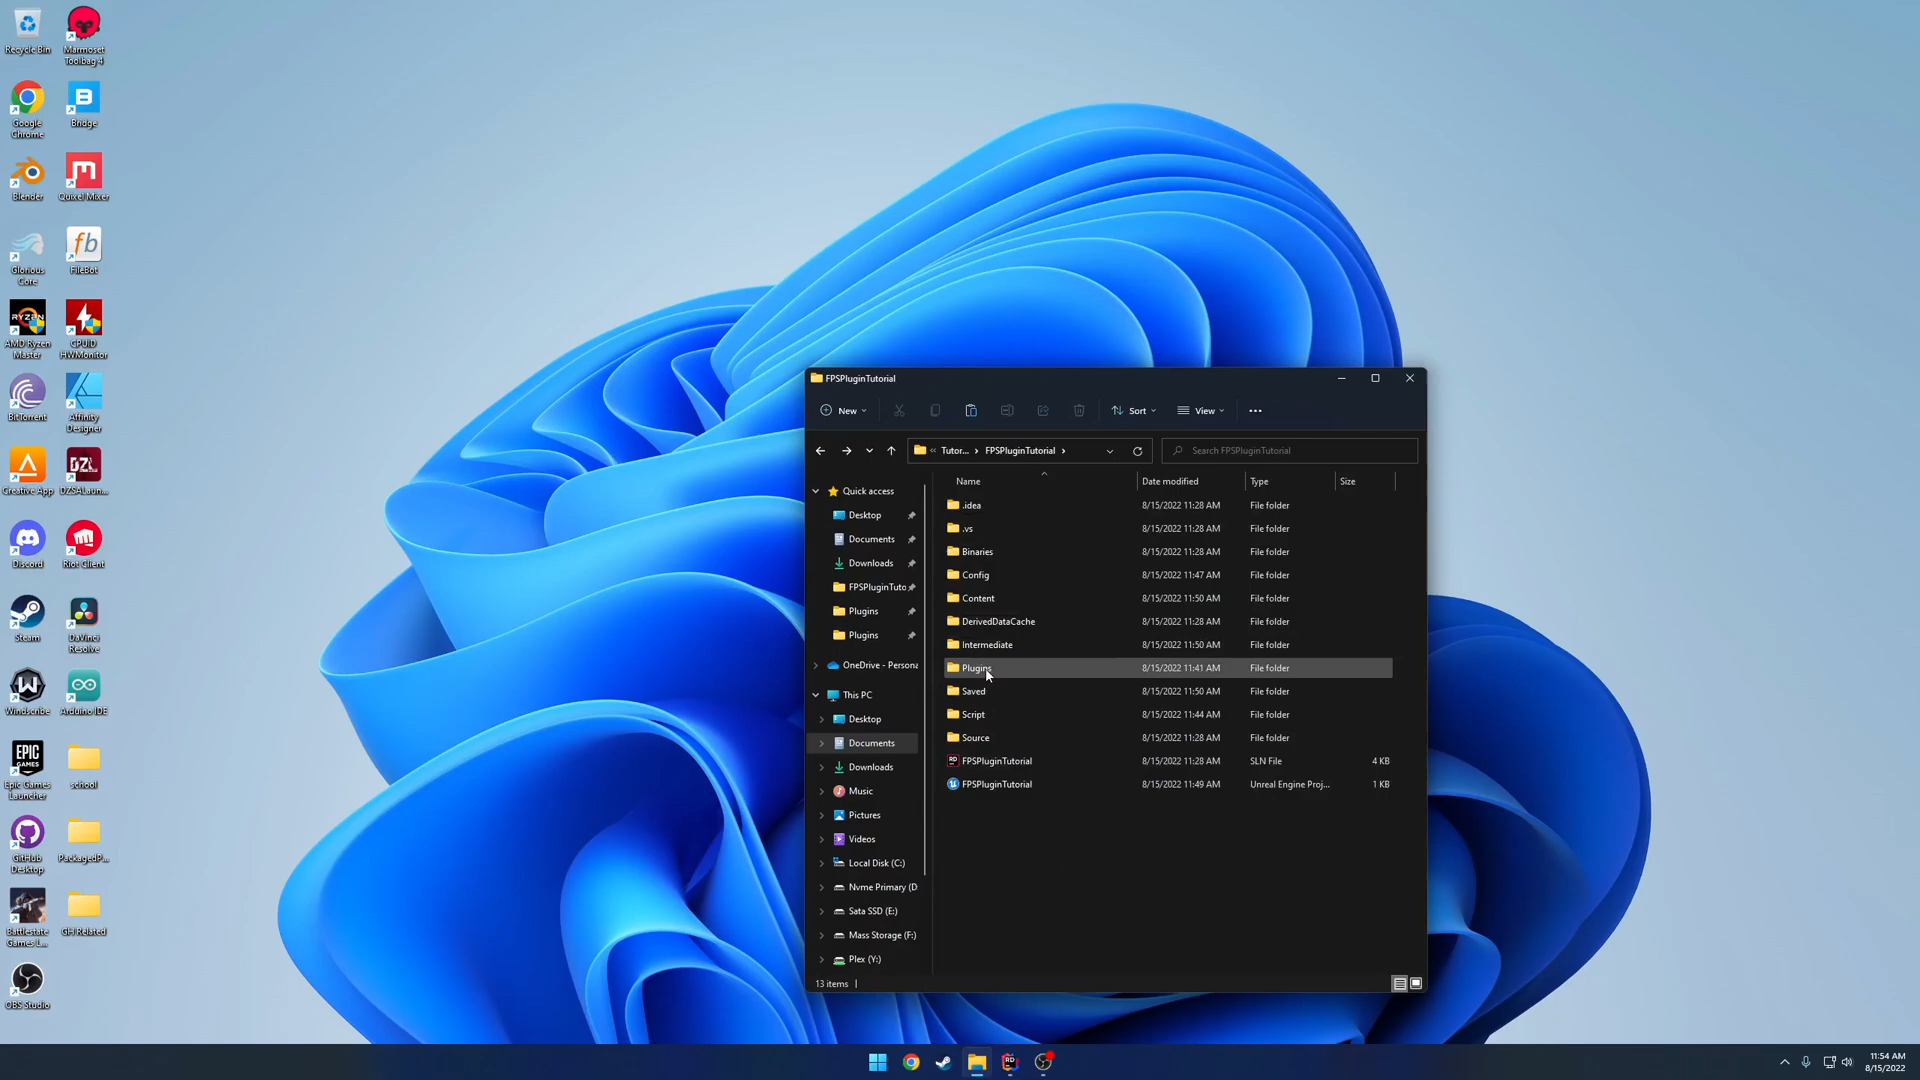 Recycle Bin
Marmoset
Toolbag 4
Google
Chrome
Bridge
Blender
Quixel Mixer
Glorious
Core
FileBot
AMD Ryzen
Master
CPUID
HWMonitor
BitTorrent
Affinity
Designer
Creative App
DZSALaun...
Discord
Riot Client
Steam
DaVinci
Resolve
Windscribe
Arduino IDE
Epic Games
Launcher
school
GitHub
Desktop
PackagedP...
Battlestate
Games L...
GH Related
OBS Studio
FPSPluginTutorial
New
Sort
View
Tutor... > FPSPluginTutorial >
Search FPSPluginTutorial
Quick access
Desktop
Documents
Downloads
FPSPluginTuto
Plugins
Plugins
OneDrive - Persona
This PC
Desktop
Documents
Downloads
Music
Pictures
Videos
Local Disk (C:)
Nvme Primary (D
Sata SSD (E:)
Mass Storage (F:)
Plex (Y:)
Name Date modified Type Size
.idea 8/15/2022 11:28 AM File folder
.vs 8/15/2022 11:28 AM File folder
Binaries 8/15/2022 11:28 AM File folder
Config 8/15/2022 11:47 AM File folder
Content 8/15/2022 11:50 AM File folder
DerivedDataCache 8/15/2022 11:28 AM File folder
Intermediate 8/15/2022 11:50 AM File folder
Plugins 8/15/2022 11:41 AM File folder
Saved 8/15/2022 11:50 AM File folder
Script 8/15/2022 11:44 AM File folder
Source 8/15/2022 11:28 AM File folder
FPSPluginTutorial 8/15/2022 11:28 AM SLN File 4 KB
FPSPluginTutorial 8/15/2022 11:49 AM Unreal Engine Proj... 1 KB
13 items
11:54 AM
8/15/2022